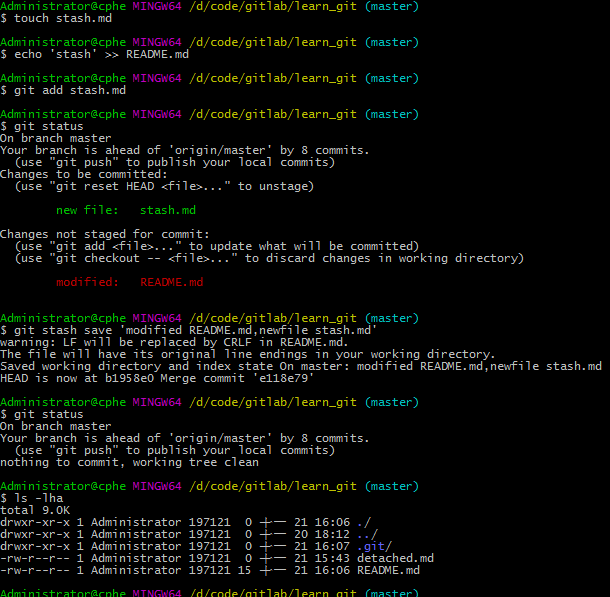 Administrator@cphe MINGW64 /d/code/gitlab/learn_git (master)
$ touch stash.md
Administrator@cphe MINGW64 /d/code/gitlab/learn_git (master)
$ echo 'stash' >> README.md
Administrator@cphe MINGW64 /d/code/gitlab/learn_git (master)
$ git add stash.md
Administrator@cphe MINGW64 /d/code/gitlab/learn_git (master)
$ git status
On branch master
Your branch is ahead of 'origin/master' by 8 commits.
  (use "git push" to publish your local commits)
Changes to be committed:
  (use "git reset HEAD <file>..." to unstage)
        new file:   stash.md
Changes not staged for commit:
  (use "git add <file>..." to update what will be committed)
  (use "git checkout -- <file>..." to discard changes in working directory)
        modified:   README.md
Administrator@cphe MINGW64 /d/code/gitlab/learn_git (master)
$ git stash save 'modified README.md,newfile stash.md'
warning: LF will be replaced by CRLF in README.md.
The file will have its original line endings in your working directory.
Saved working directory and index state On master: modified README.md,newfile stash.md
HEAD is now at b1958e0 Merge commit 'e118e79'
Administrator@cphe MINGW64 /d/code/gitlab/learn_git (master)
$ git status
On branch master
Your branch is ahead of 'origin/master' by 8 commits.
  (use "git push" to publish your local commits)
nothing to commit, working tree clean
Administrator@cphe MINGW64 /d/code/gitlab/learn_git (master)
$ ls -lha
total 9.0K
drwxr-xr-x 1 Administrator 197121  0 十一 21 16:06 ./
drwxr-xr-x 1 Administrator 197121  0 十一 20 18:12 ../
drwxr-xr-x 1 Administrator 197121  0 十一 21 16:07 .git/
-rw-r--r-- 1 Administrator 197121  0 十一 21 15:43 detached.md
-rw-r--r-- 1 Administrator 197121 15 十一 21 16:06 README.md
Administrator@cphe MINGW64 /d/code/gitlab/learn_git (master)